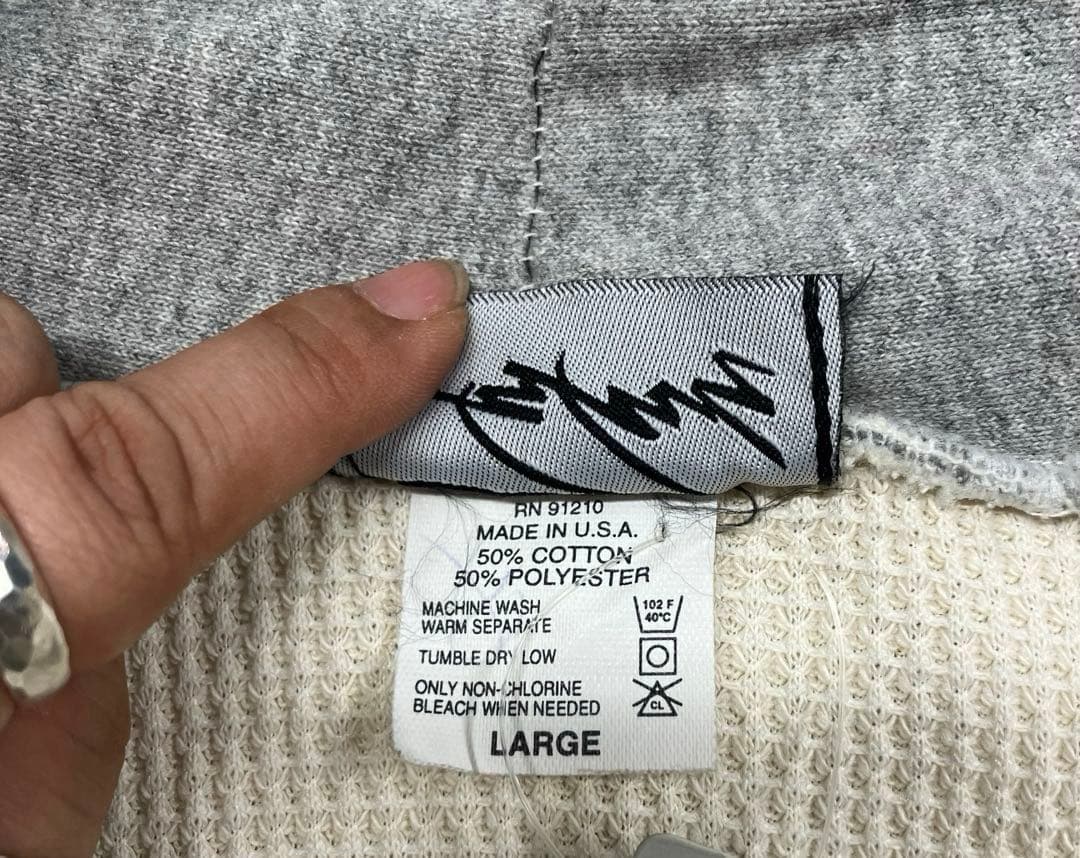 RN 91210
MADE IN U.S.A.
50% COTTON
50% POLYESTER
MACHINE WASH
WARM SEPARATE
102 F
40°C
TUMBLE DRY LOW
ONLY NON-CHLORINE
BLEACH WHEN NEEDED
CL
LARGE